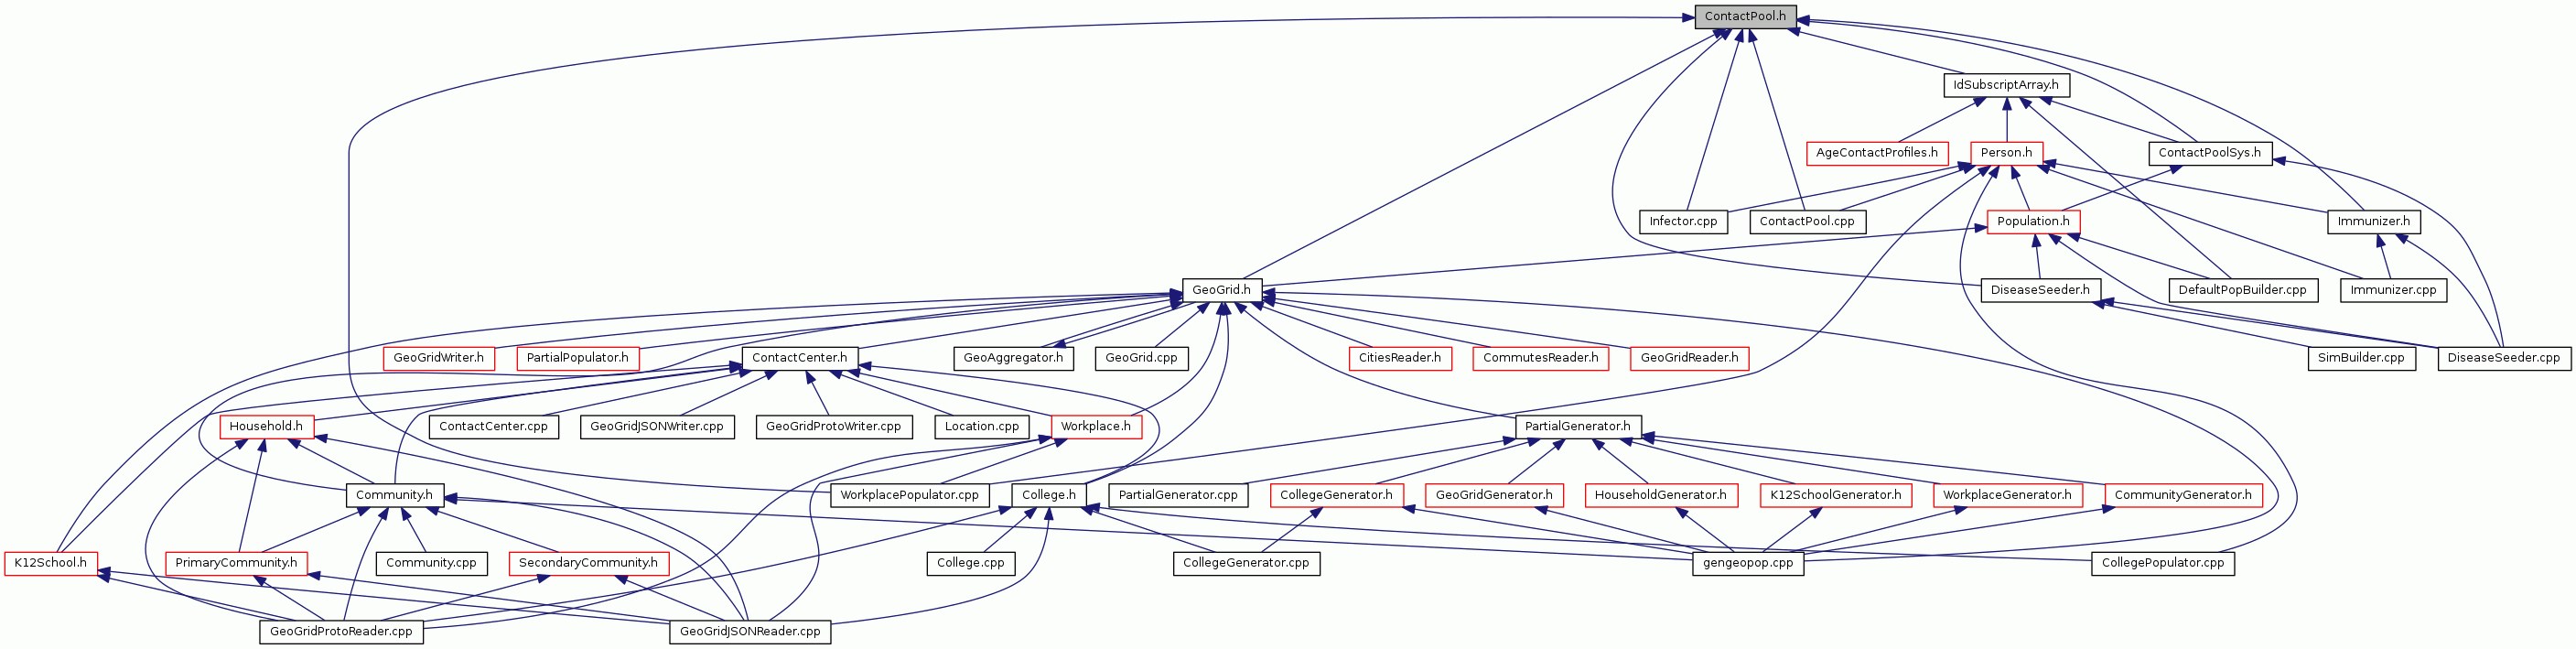 ContactPool.h
IdSubscriptArray.h
AgeContactProfiles.h
Person.h
ContactPoolSys.h
Infector.cpp
ContactPool.cpp
Population.h
Immunizer.h
GeoGrid.h
DiseaseSeeder.h
DefaultPopBuilder.cpp
Immunizer.cpp
GeoGridWriter.h
PartialPopulator.h
ContactCenter.h
GeoAggregator.h
GeoGrid.cpp
CitiesReader.h
CommutesReader.h
GeoGridReader.h
SimBuilder.cpp
DiseaseSeeder.cpp
Household.h
ContactCenter.cpp
GeoGridJSONWriter.cpp
GeoGridProtoWriter.cpp
Location.cpp
Workplace.h
PartialGenerator.h
Community.h
WorkplacePopulator.cpp
College.h
PartialGenerator.cpp
CollegeGenerator.h
GeoGridGenerator.h
HouseholdGenerator.h
K12SchoolGenerator.h
WorkplaceGenerator.h
CommunityGenerator.h
K12School.h
PrimaryCommunity.h
Community.cpp
SecondaryCommunity.h
College.cpp
CollegeGenerator.cpp
gengeopop.cpp
CollegePopulator.cpp
GeoGridProtoReader.cpp
GeoGridJSONReader.cpp